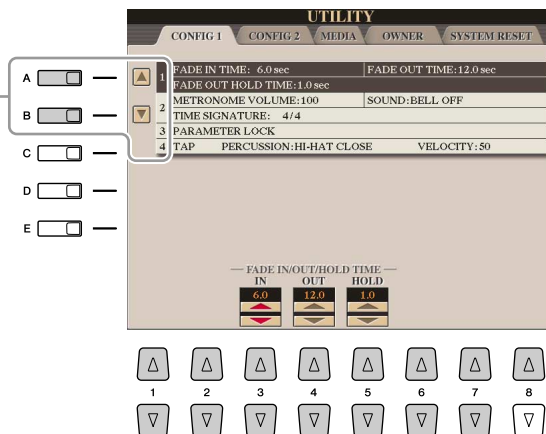 UTILITY
CONFIG 1 CONFIG 2 MEDIA OWNER SYSTEM RESET
A
B
C
D
E
1 FADE IN TIME: 6.0 sec FADE OUT TIME:12.0 sec
FADE OUT HOLD TIME:1.0 sec
2 METRONOME VOLUME:100 SOUND:BELL OFF
TIME SIGNATURE: 4/4
3 PARAMETER LOCK
4 TAP PERCUSSION:HI-HAT CLOSE VELOCITY:50
FADE IN/OUT/HOLD TIME
IN OUT HOLD
6.0 12.0 1.0
1 2 3 4 5 6 7 8